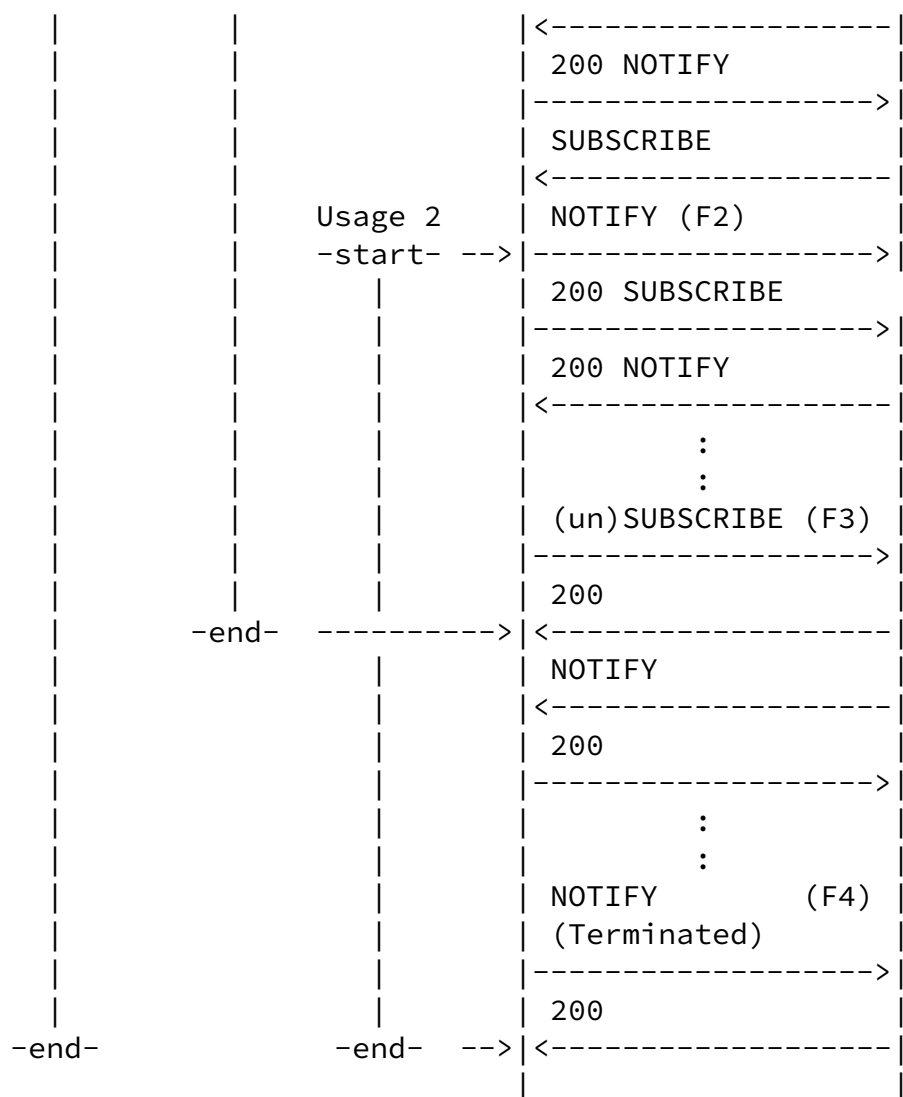 |          |               |<-------------------|
|          |               | 200 NOTIFY         |
|          |               |------------------->|
|          |               | SUBSCRIBE          |
|          |               |<-------------------|
|          |    Usage 2    | NOTIFY (F2)        |
|          |    -start- -->|------------------->|
|          |       |       | 200 SUBSCRIBE
|          |       |       |------------------->|
|          |       |       | 200 NOTIFY         |
|          |       |       |<-------------------|
|          |       |       |         :          |
|          |       |       |         :          |
|          |       |       | (un)SUBSCRIBE (F3) |
|          |       |       |------------------->|
|          |       |       | 200                |
|        -end-  ---------->|<-------------------|
|                  |       | NOTIFY             |
|                  |       |<-------------------|
|                  |       | 200                |
|                  |       |------------------->|
|                  |       |         :          |
|                  |       |         :          |
|                  |       | NOTIFY        (F4) |
|                  |       | (Terminated)       |
|                  |       |------------------->|
|                  |       | 200                |
-end-            -end-  -->|<-------------------|
|                    |